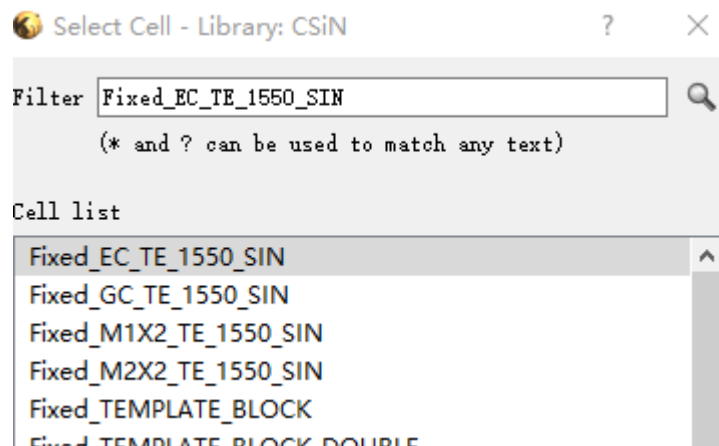 Select Cell - Library: CSiN
Filter Fixed_EC_TE_1550_SIN
(* and ? can be used to match any text)
Cell list
Fixed_EC_TE_1550_SIN
Fixed_GC_TE_1550_SIN
Fixed_M1X2_TE_1550_SIN
Fixed_M2X2_TE_1550_SIN
Fixed_TEMPLATE_BLOCK
Fixed_TEMPLATE_BLOCK_DOUBLE